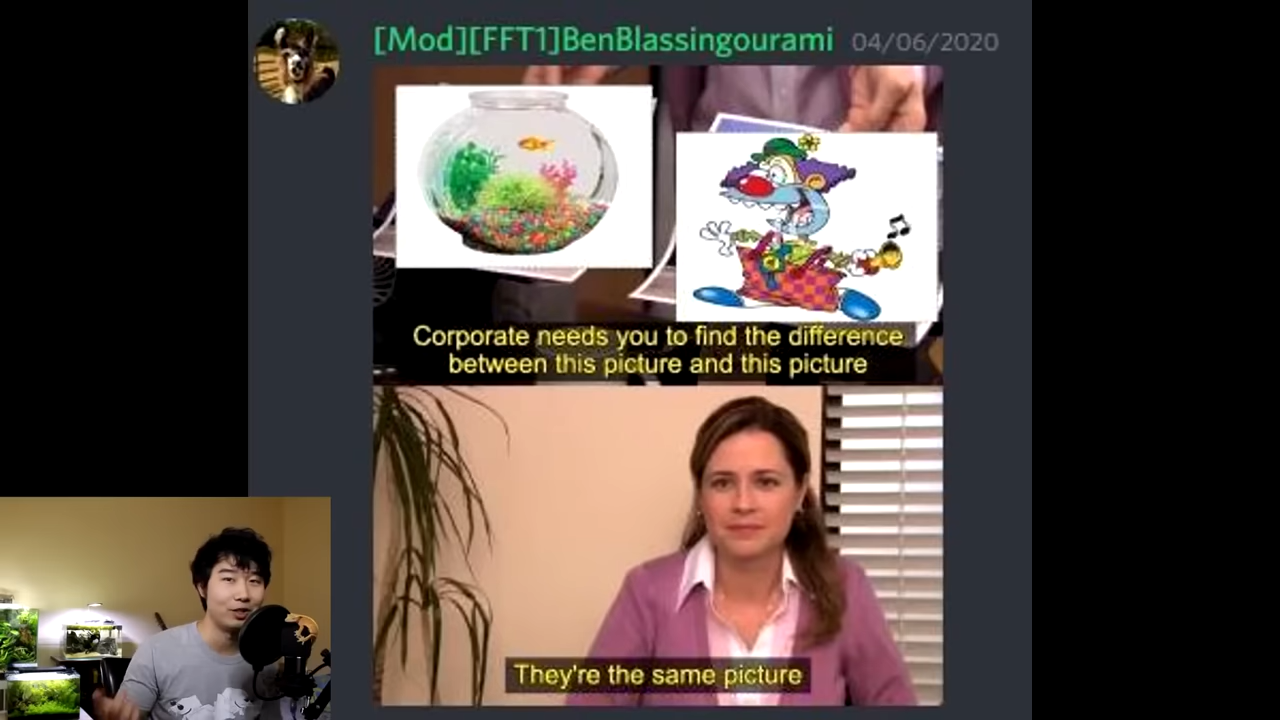 [Mod][FFT1]BenBlassingourami 04/06/2020
Corporate needs you to find the difference
between this picture and this picture
They're the same picture